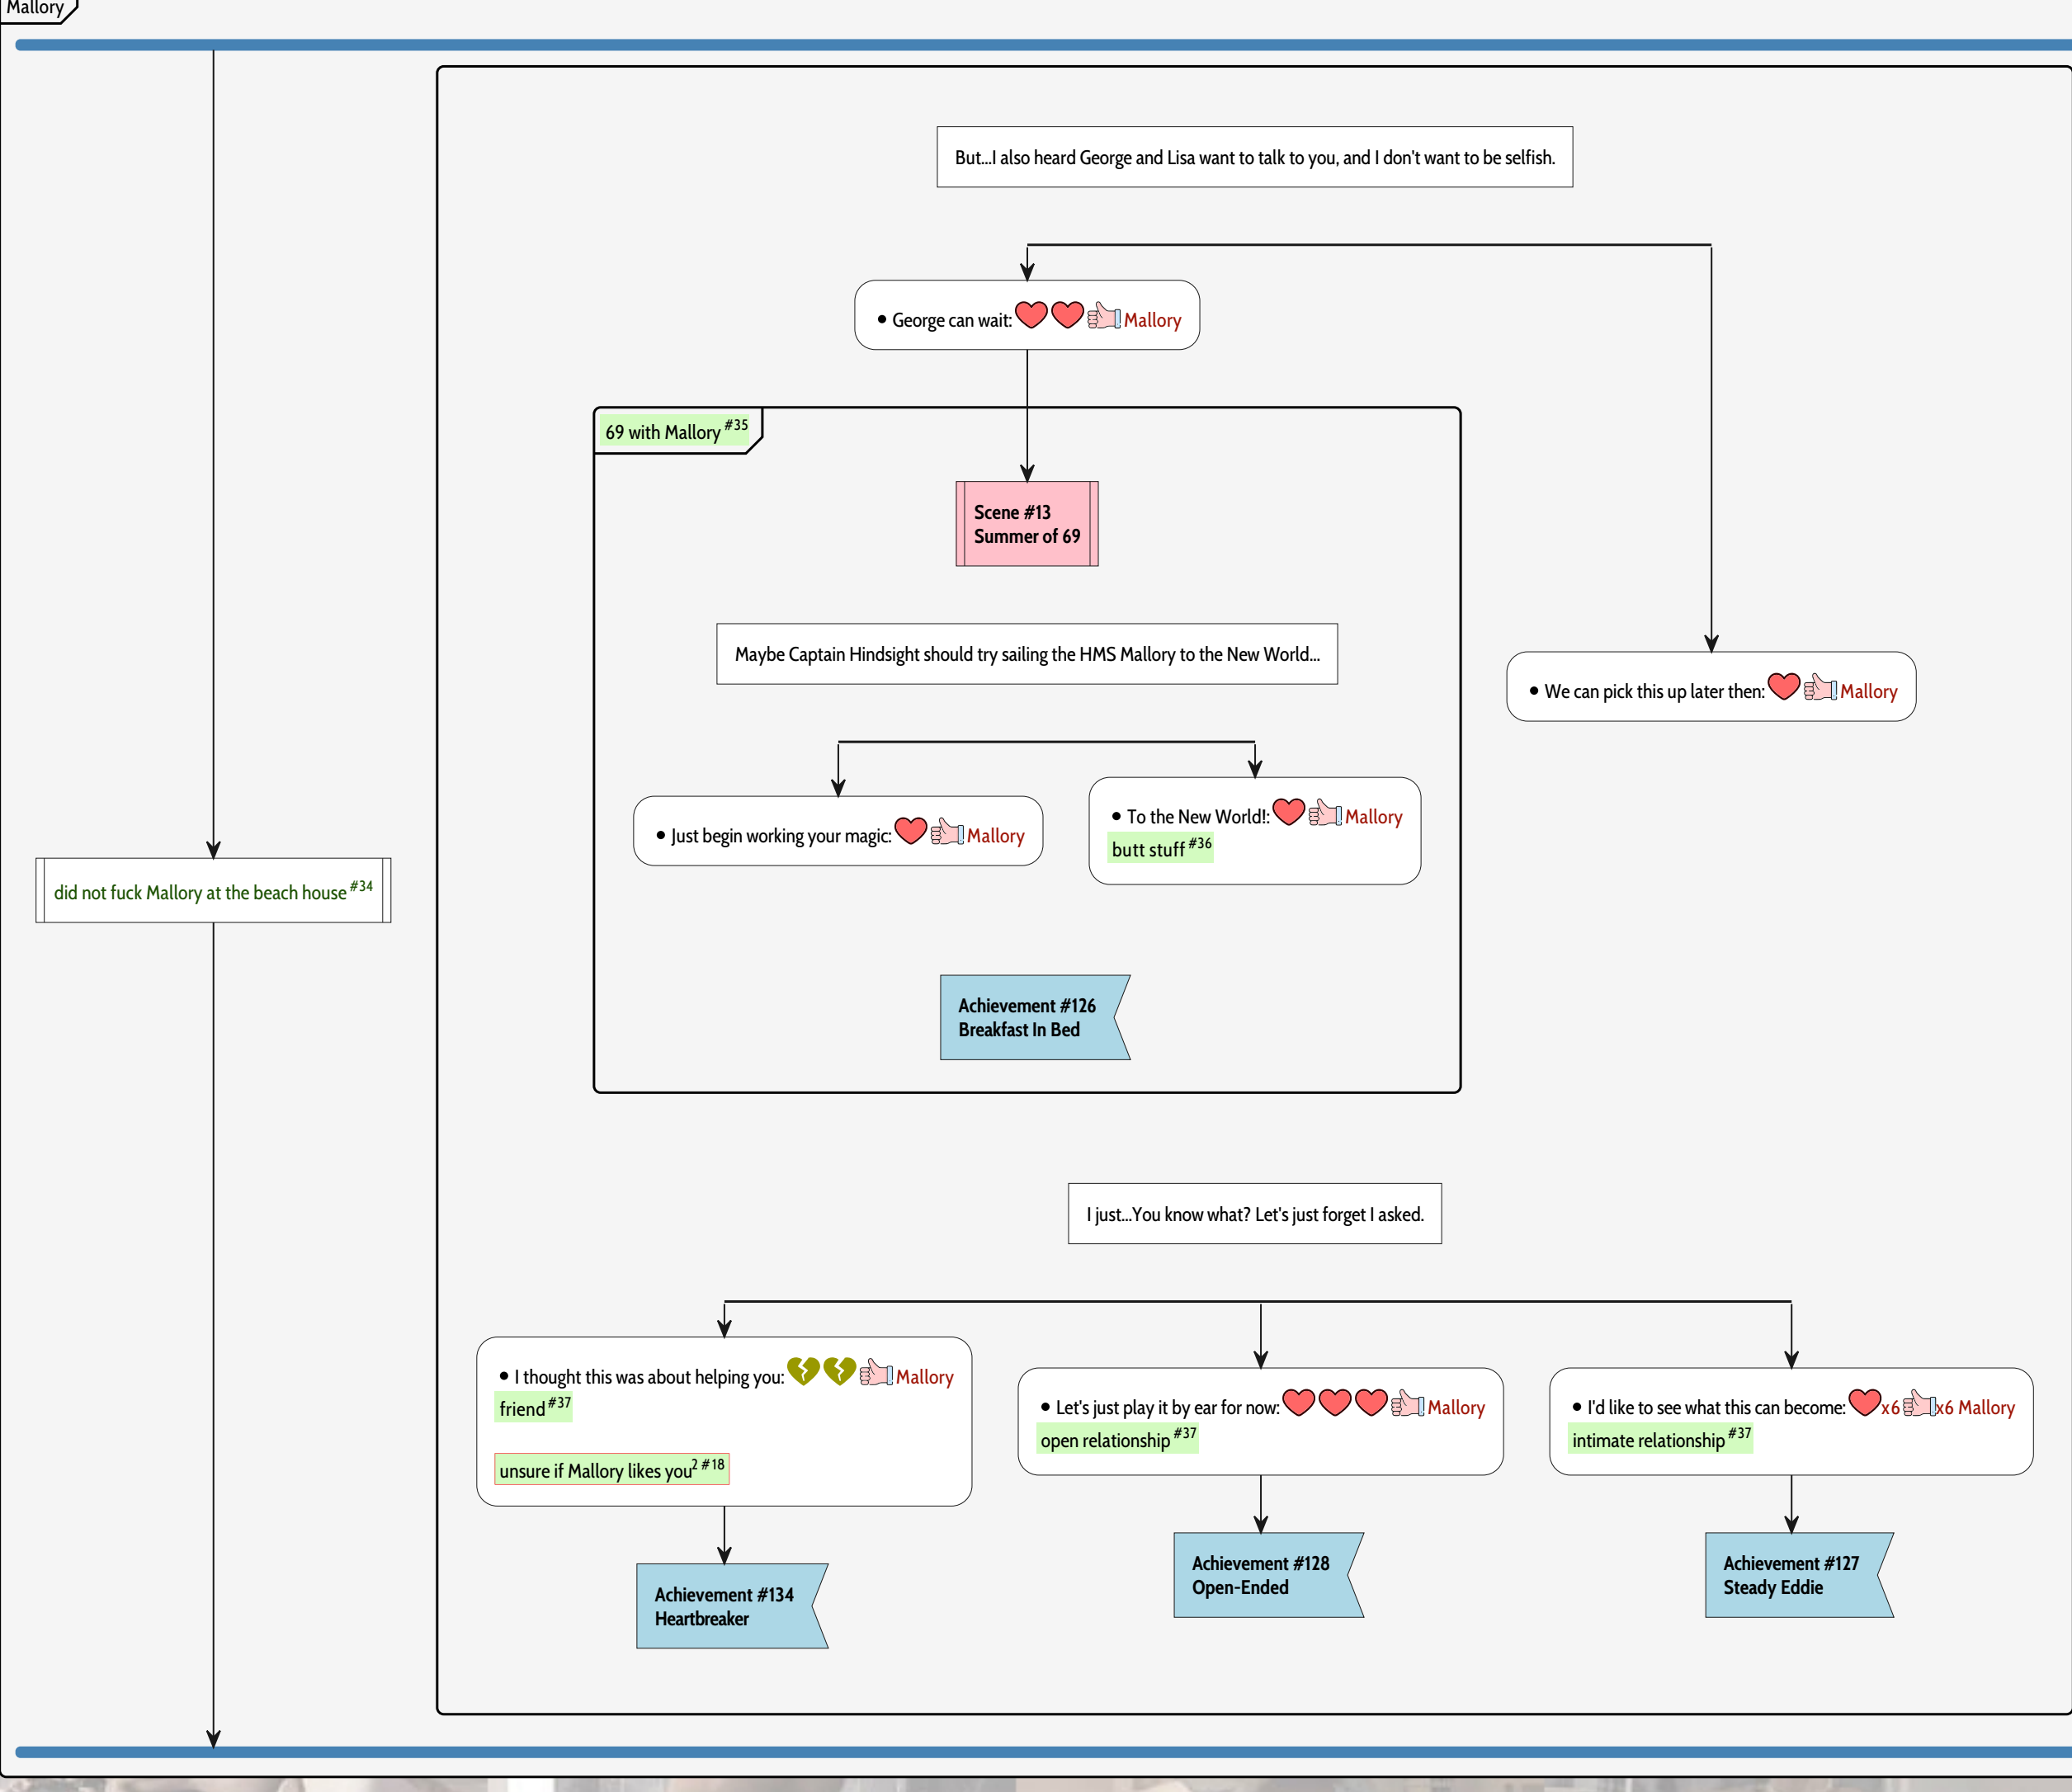 Mallory
But...I also heard George and Lisa want to talk to you, and I don't want to be selfish.
• George can wait: Mallory
69 with Mallory #35
Scene #13
Summer of 69
Maybe Captain Hindsight should try sailing the HMS Mallory to the New World...
• We can pick this up later then: Mallory
• Just begin working your magic: Mallory
• To the New World!: Mallory
butt stuff #36
did not fuck Mallory at the beach house #34
Achievement #126
Breakfast In Bed
I just...You know what? Let's just forget I asked.
• I thought this was about helping you: Mallory
friend #37
unsure if Mallory likes you2 #18
• Let's just play it by ear for now: Mallory
open relationship #37
• I'd like to see what this can become: x6 x6 Mallory
intimate relationship #37
Achievement #134
Heartbreaker
Achievement #128
Open-Ended
Achievement #127
Steady Eddie